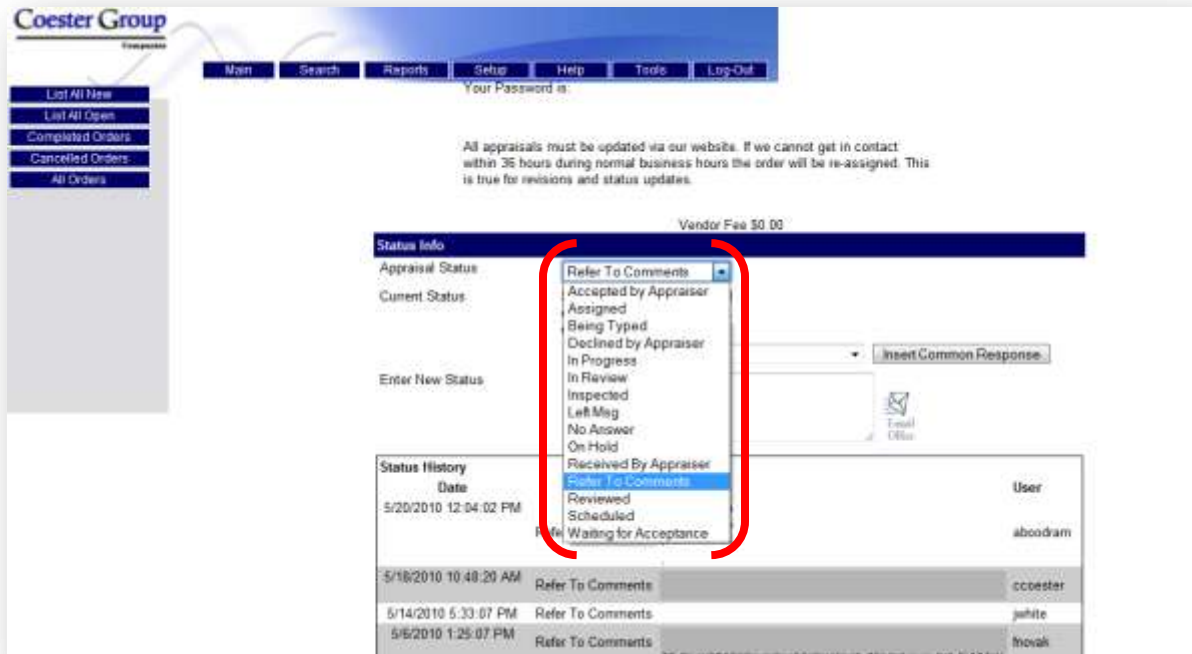 Coester Group
Companies
Main Search Reports Setup Help Tools Log-Out
List All New
List All Open
Completed Orders
Cancelled Orders
All Orders
Your Password is:
All appraisals must be updated via our website. If we cannot get in contact
within 36 hours during normal business hours the order will be re-assigned. This
is true for revisions and status updates.
Vendor Fee $0.00
Status Info
Appraisal Status
Refer To Comments
Current Status
Accepted by Appraiser
Assigned
Being Typed
Declined by Appraiser
In Progress
In Review
Inspected
Left Msg
No Answer
On Hold
Received By Appraiser
Refer To Comments
Reviewed
Scheduled
Waiting for Acceptance
Insert Common Response
Enter New Status
Email
Office
Status History
Date User
5/20/2010 12:04:02 PM Refe aboodram
5/18/2010 10:48:20 AM Refer To Comments ccoester
5/14/2010 5:33:07 PM Refer To Comments jwhite
5/6/2010 1:25:07 PM Refer To Comments fnovak